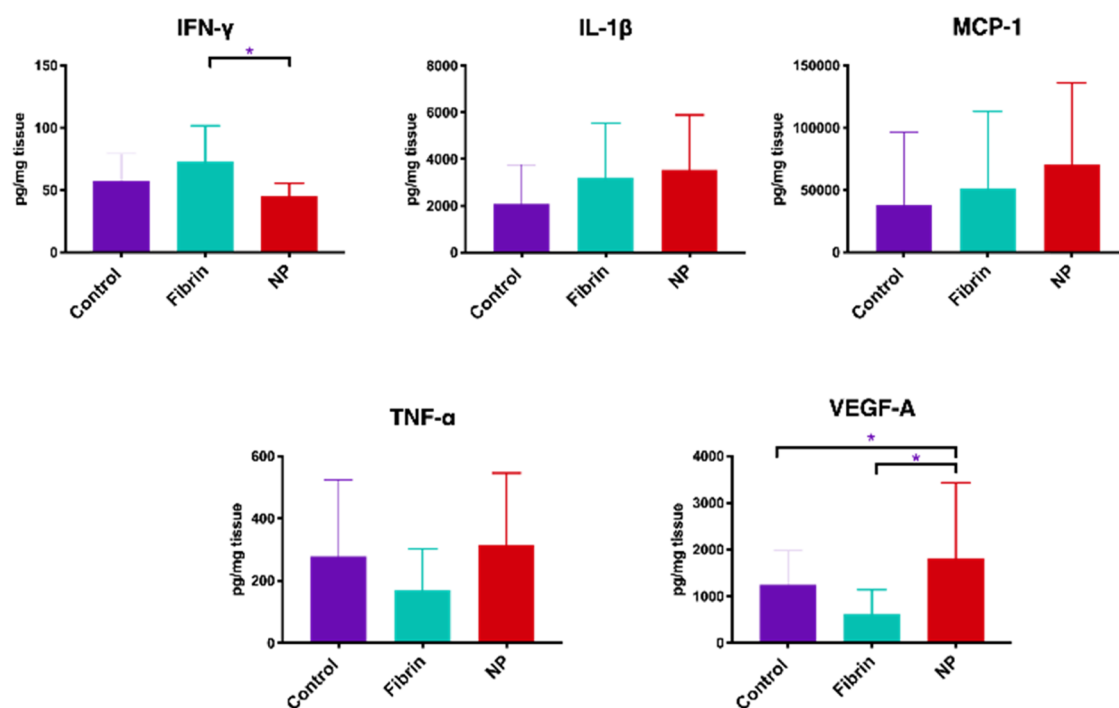 IFN-γ
*
150
100
50
0
pg/mg tissue
Control
Fibrin
NP
IL-1β
8000
6000
4000
2000
0
pg/mg tissue
Control
Fibrin
NP
MCP-1
150000
100000
50000
0
pg/mg tissue
Control
Fibrin
NP
TNF-α
600
400
200
0
pg/mg tissue
Control
Fibrin
NP
VEGF-A
*
*
4000
3000
2000
1000
0
pg/mg tissue
Control
Fibrin
NP